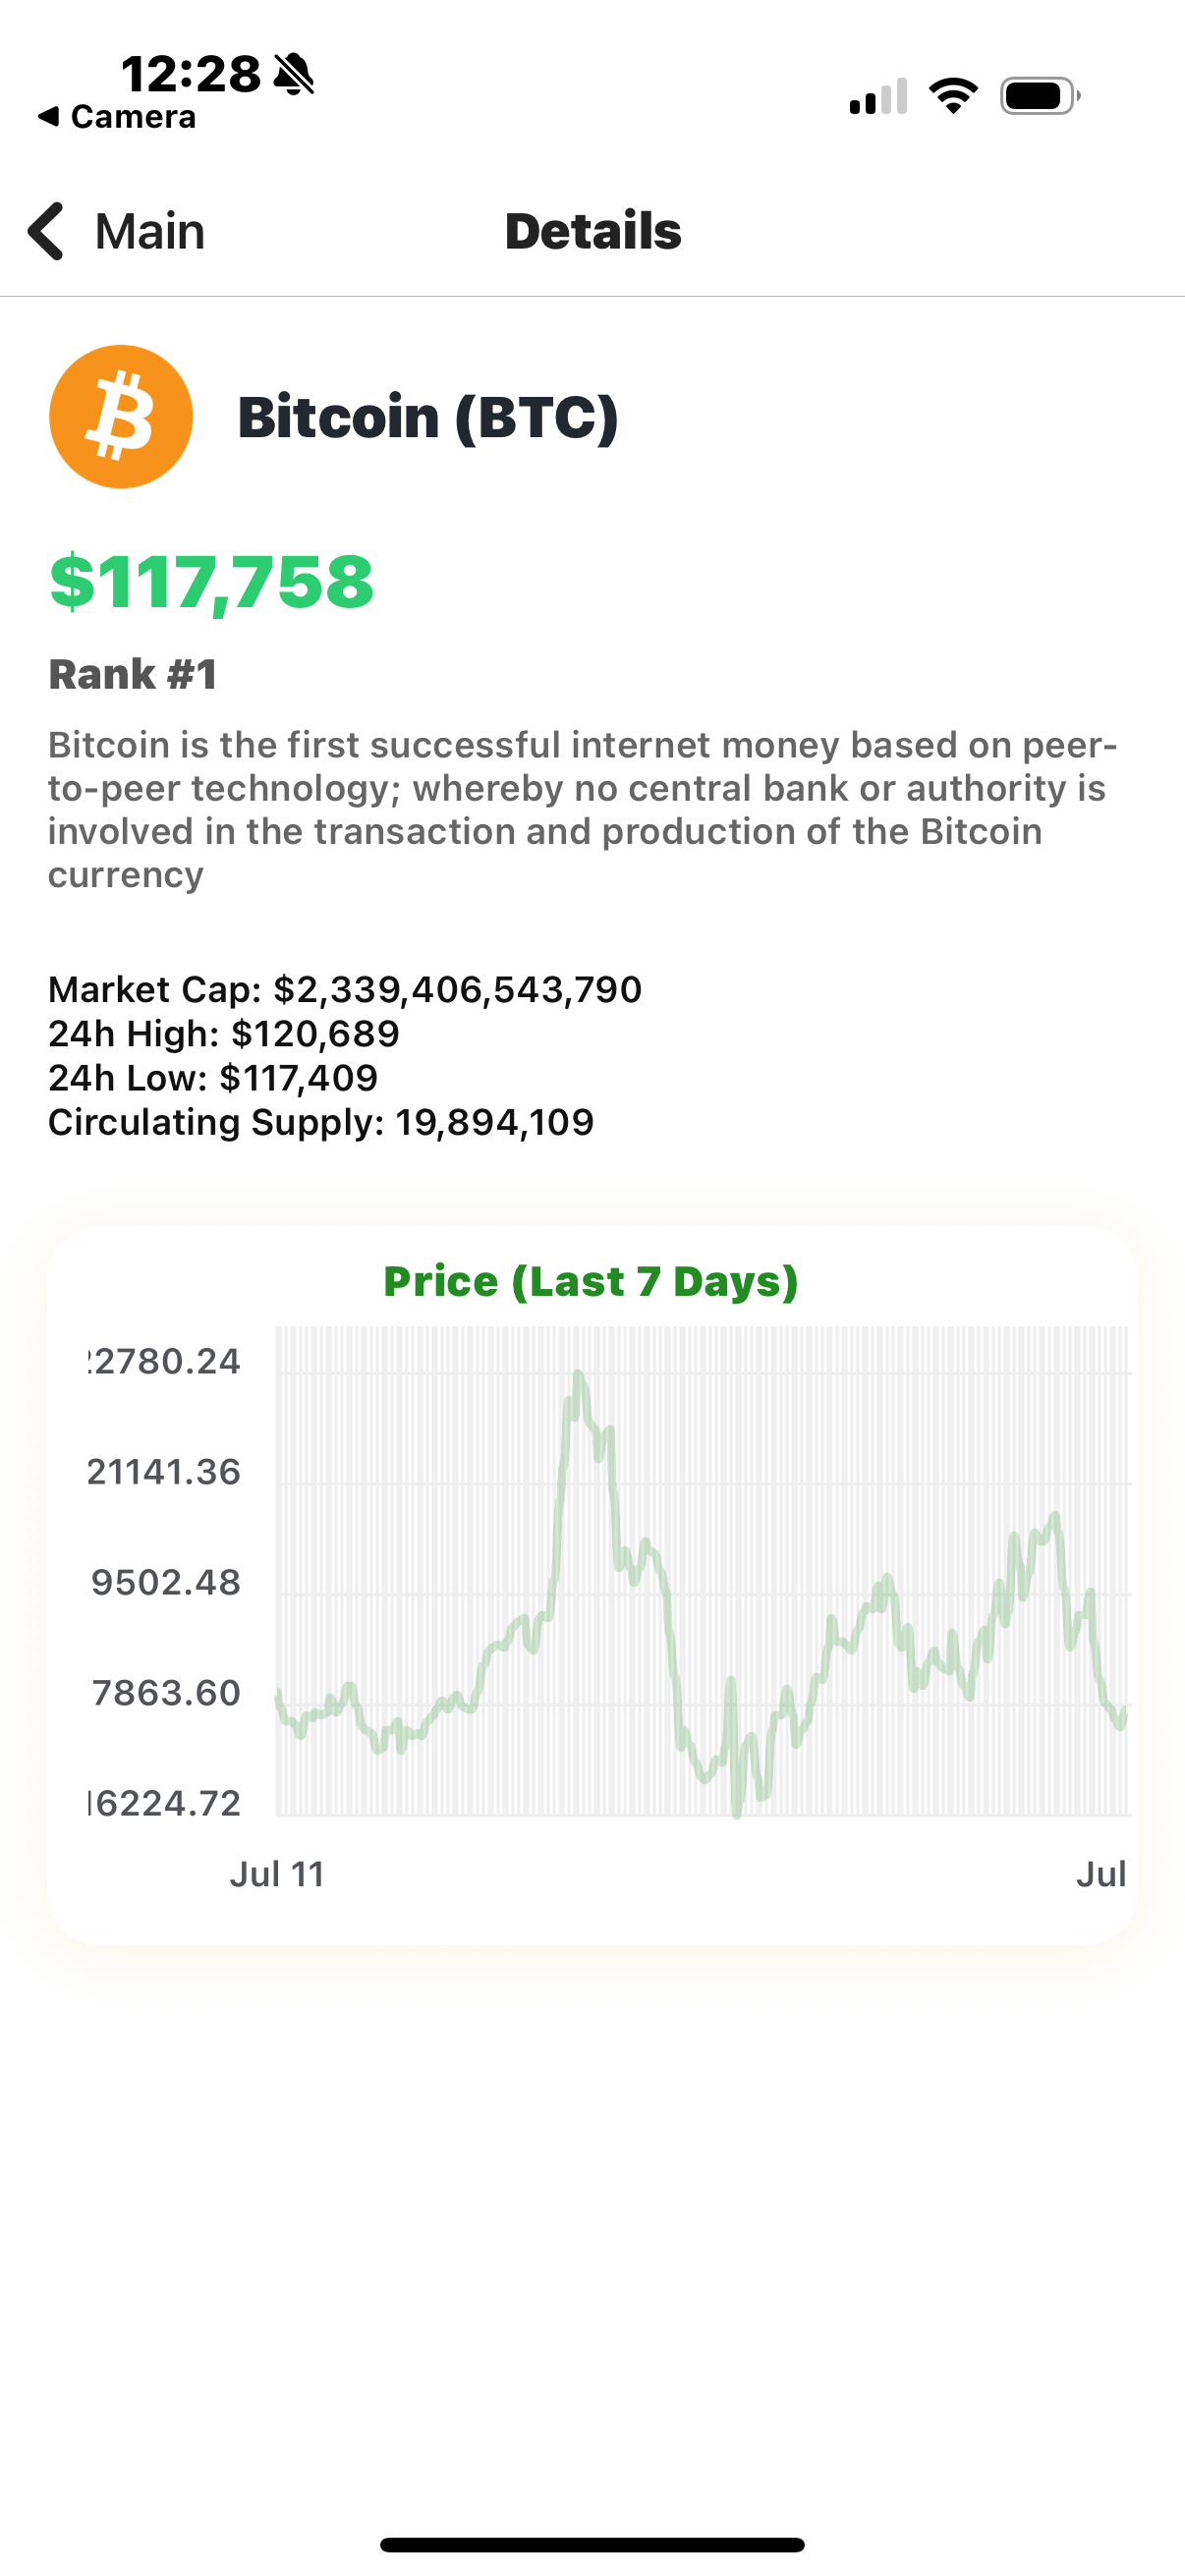 12:28
Camera
Main
Details
Bitcoin (BTC)
$117,758
Rank #1
Bitcoin is the first successful internet money based on peer-
to-peer technology; whereby no central bank or authority is
involved in the transaction and production of the Bitcoin
currency
Market Cap: $2,339,406,543,790
24h High: $120,689
24h Low: $117,409
Circulating Supply: 19,894,109
Price (Last 7 Days)
2780.24
21141.36
9502.48
7863.60
6224.72
Jul 11
Jul